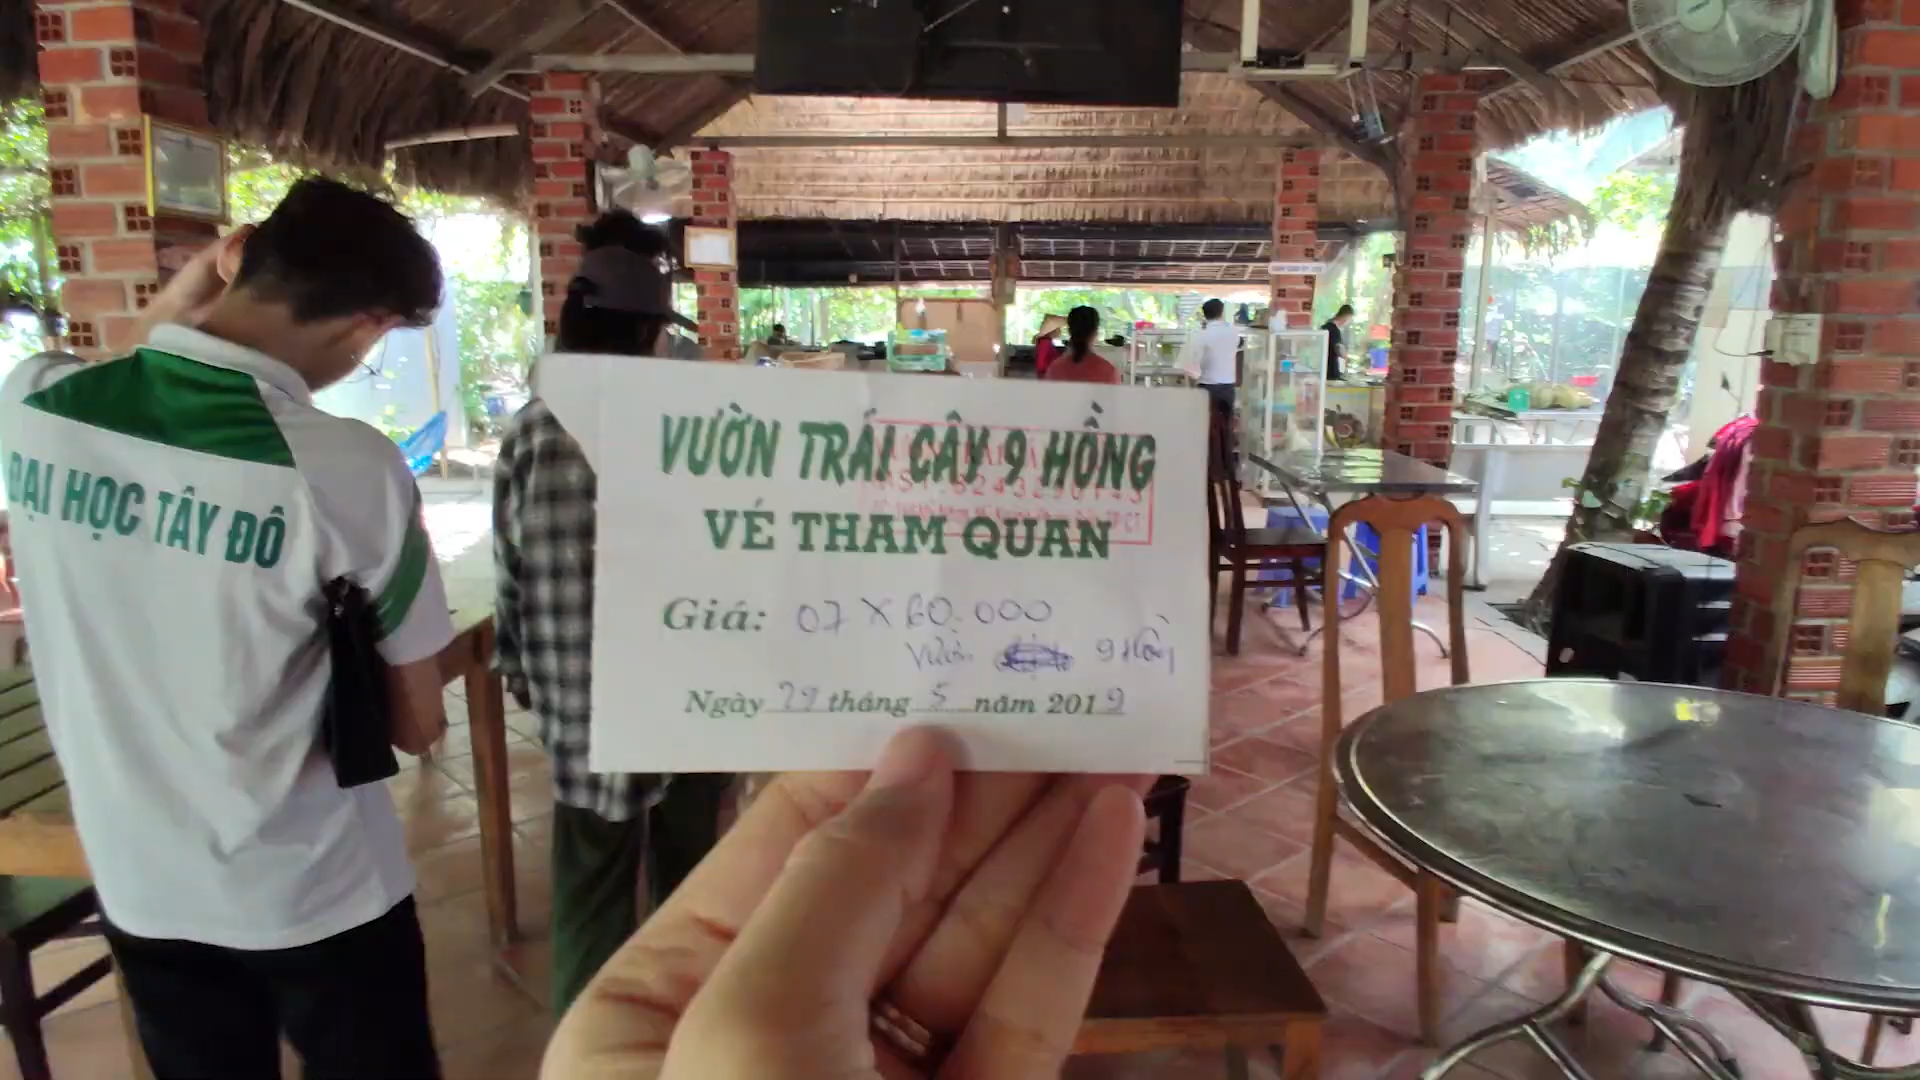 ĐẠI HỌC TÂY ĐÔ
VƯỜN TRÁI CÂY 9 HỒNG
VÉ THAM QUAN
Giá: 07 X 60.000
Vườn 9 Hồng
Ngày 29 tháng 5 năm 2019